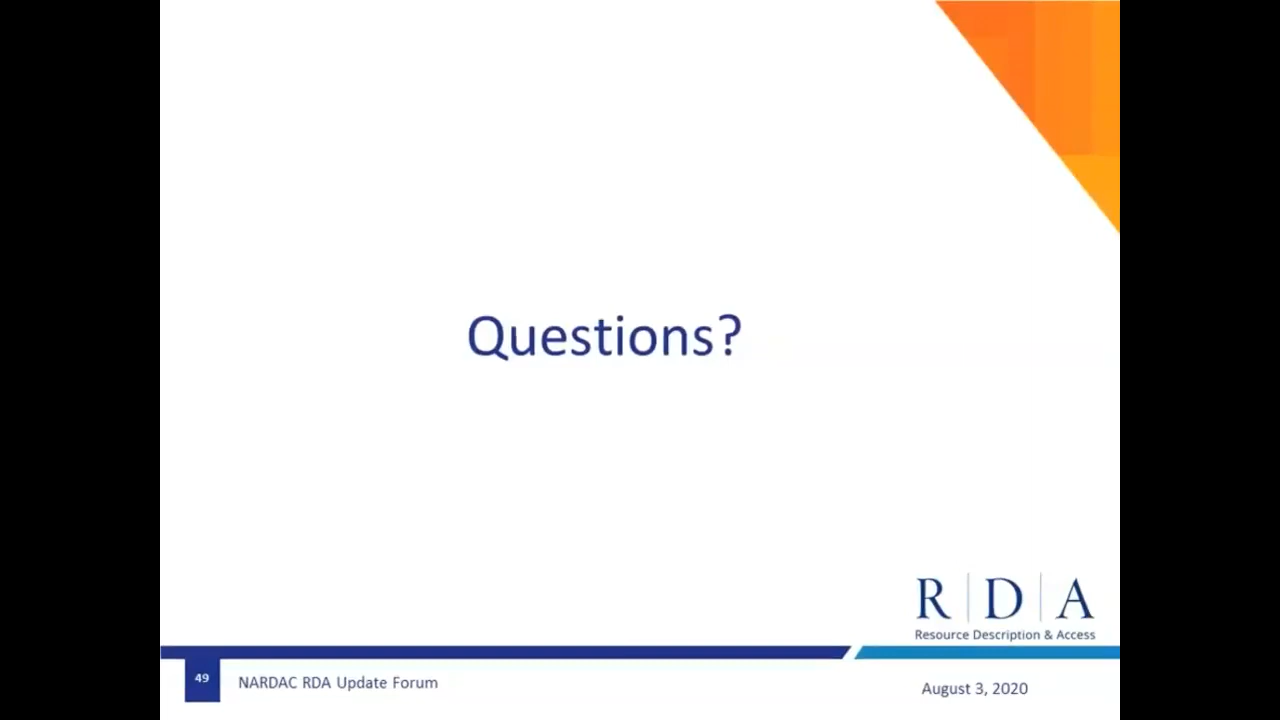 Questions?
R|D|A
Resource Description & Access
49
NARDAC RDA Update Forum
August 3, 2020